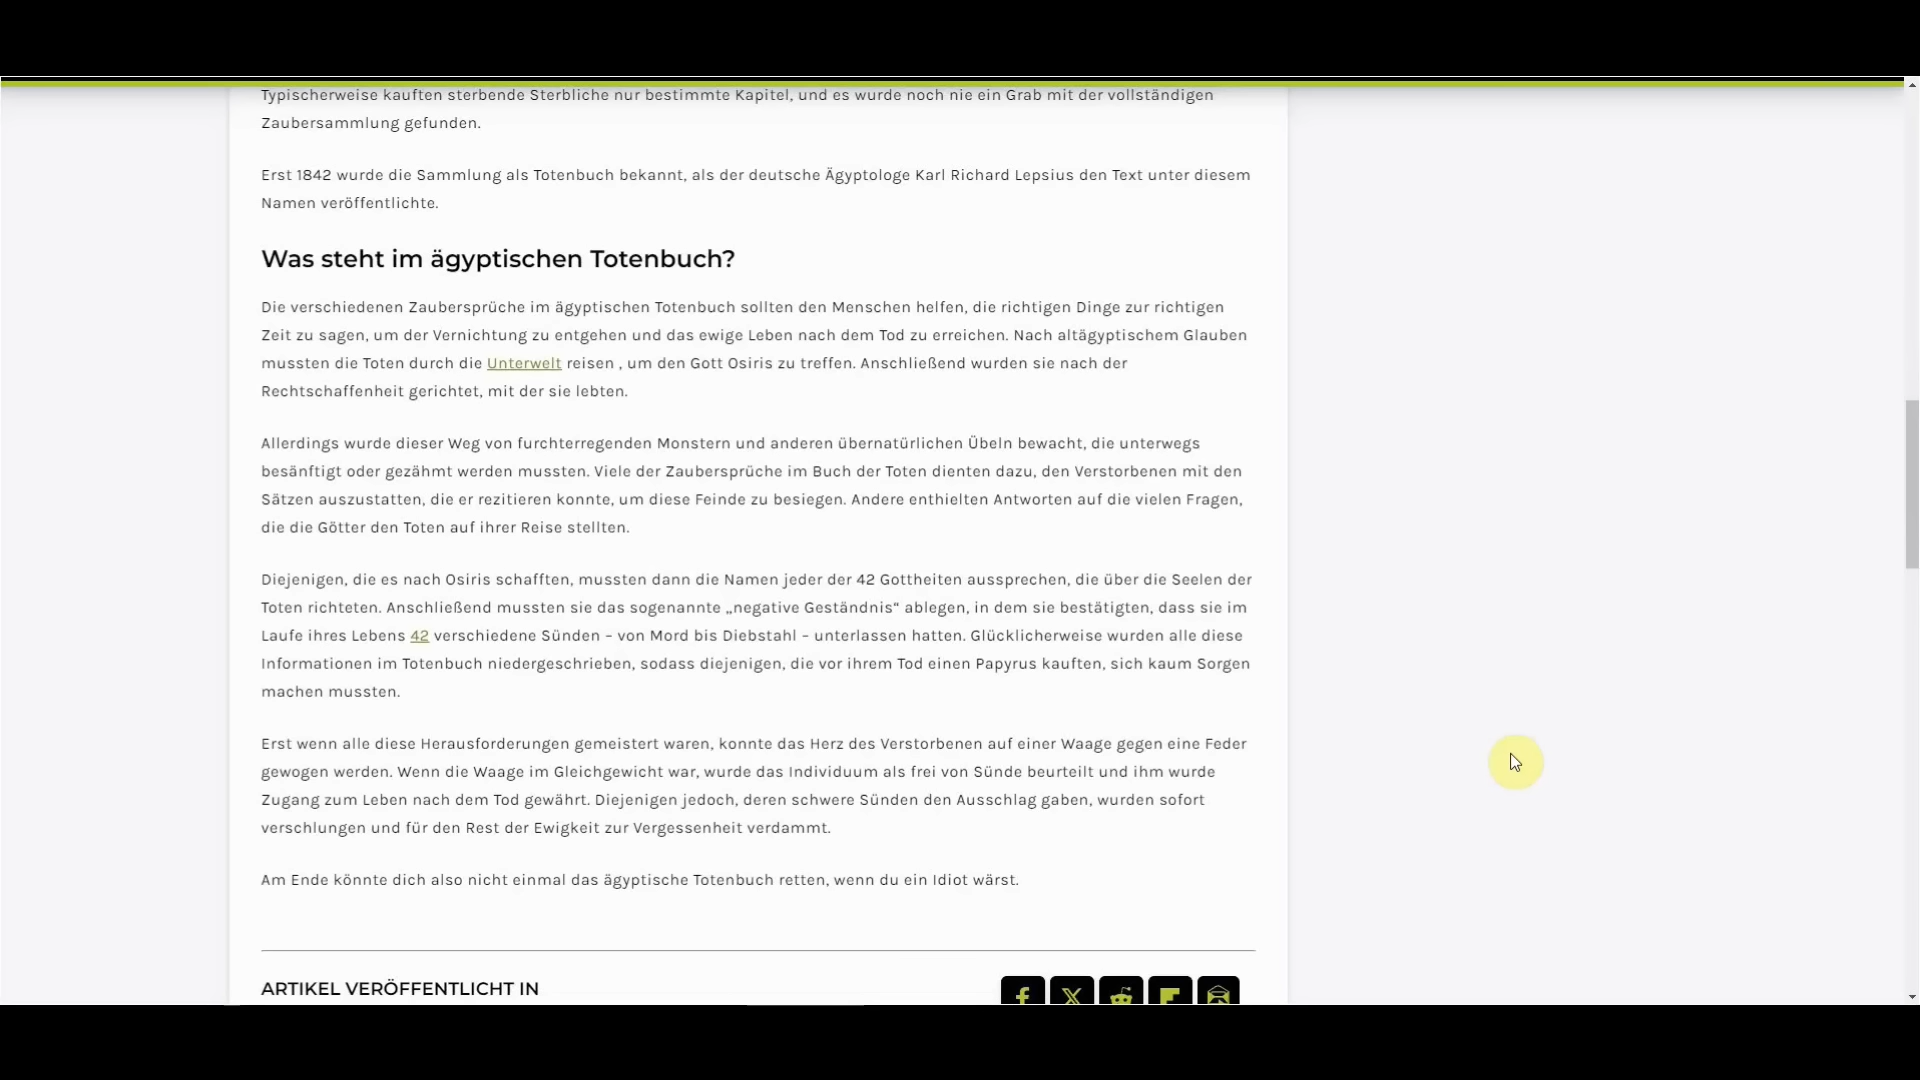 Typischerweise kauften sterbende Sterbliche nur bestimmte Kapitel, und es wurde noch nie ein Grab mit der vollständigen
Zaubersammlung gefunden.
Erst 1842 wurde die Sammlung als Totenbuch bekannt, als der deutsche Ägyptologe Karl Richard Lepsius den Text unter diesem
Namen veröffentlichte.
Was steht im ägyptischen Totenbuch?
Die verschiedenen Zaubersprüche im ägyptischen Totenbuch sollten den Menschen helfen, die richtigen Dinge zur richtigen
Zeit zu sagen, um der Vernichtung zu entgehen und das ewige Leben nach dem Tod zu erreichen. Nach altägyptischem Glauben
mussten die Toten durch die Unterwelt reisen , um den Gott Osiris zu treffen. Anschließend wurden sie nach der
Rechtschaffenheit gerichtet, mit der sie lebten.
Allerdings wurde dieser Weg von furchterregenden Monstern und anderen übernatürlichen Übeln bewacht, die unterwegs
besänftigt oder gezähmt werden mussten. Viele der Zaubersprüche im Buch der Toten dienten dazu, den Verstorbenen mit den
Sätzen auszustatten, die er rezitieren konnte, um diese Feinde zu besiegen. Andere enthielten Antworten auf die vielen Fragen,
die die Götter den Toten auf ihrer Reise stellten.
Diejenigen, die es nach Osiris schafften, mussten dann die Namen jeder der 42 Gottheiten aussprechen, die über die Seelen der
Toten richteten. Anschließend mussten sie das sogenannte „negative Geständnis“ ablegen, in dem sie bestätigten, dass sie im
Laufe ihres Lebens 42 verschiedene Sünden – von Mord bis Diebstahl – unterlassen hatten. Glücklicherweise wurden alle diese
Informationen im Totenbuch niedergeschrieben, sodass diejenigen, die vor ihrem Tod einen Papyrus kauften, sich kaum Sorgen
machen mussten.
Erst wenn alle diese Herausforderungen gemeistert waren, konnte das Herz des Verstorbenen auf einer Waage gegen eine Feder
gewogen werden. Wenn die Waage im Gleichgewicht war, wurde das Individuum als frei von Sünde beurteilt und ihm wurde
Zugang zum Leben nach dem Tod gewährt. Diejenigen jedoch, deren schwere Sünden den Ausschlag gaben, wurden sofort
verschlungen und für den Rest der Ewigkeit zur Vergessenheit verdammt.
Am Ende könnte dich also nicht einmal das ägyptische Totenbuch retten, wenn du ein Idiot wärst.
ARTIKEL VERÖFFENTLICHT IN